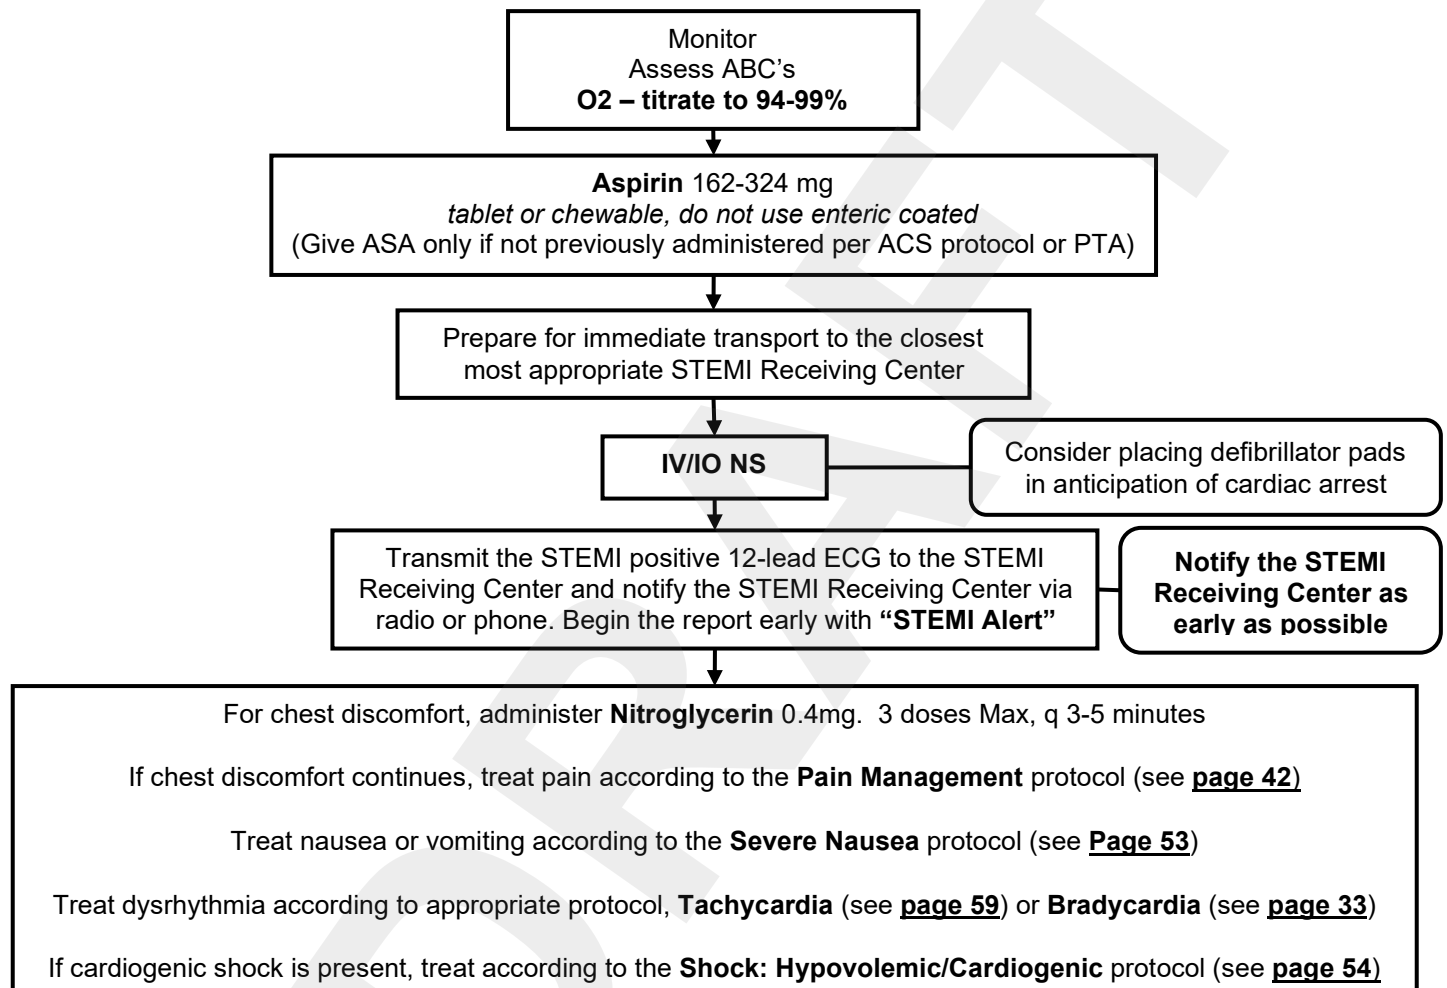 Monitor
Assess ABC's
O2 – titrate to 94-99%
Aspirin 162-324 mg
tablet or chewable, do not use enteric coated
(Give ASA only if not previously administered per ACS protocol or PTA)
Prepare for immediate transport to the closest
most appropriate STEMI Receiving Center
IV/IO NS
Consider placing defibrillator pads
in anticipation of cardiac arrest
Transmit the STEMI positive 12-lead ECG to the STEMI
Receiving Center and notify the STEMI Receiving Center via
radio or phone. Begin the report early with “STEMI Alert”
Notify the STEMI
Receiving Center as
early as possible
For chest discomfort, administer Nitroglycerin 0.4mg.  3 doses Max, q 3-5 minutes
If chest discomfort continues, treat pain according to the Pain Management protocol (see page 42)
Treat nausea or vomiting according to the Severe Nausea protocol (see Page 53)
Treat dysrhythmia according to appropriate protocol, Tachycardia (see page 59) or Bradycardia (see page 33)
If cardiogenic shock is present, treat according to the Shock: Hypovolemic/Cardiogenic protocol (see page 54)
DRAFT